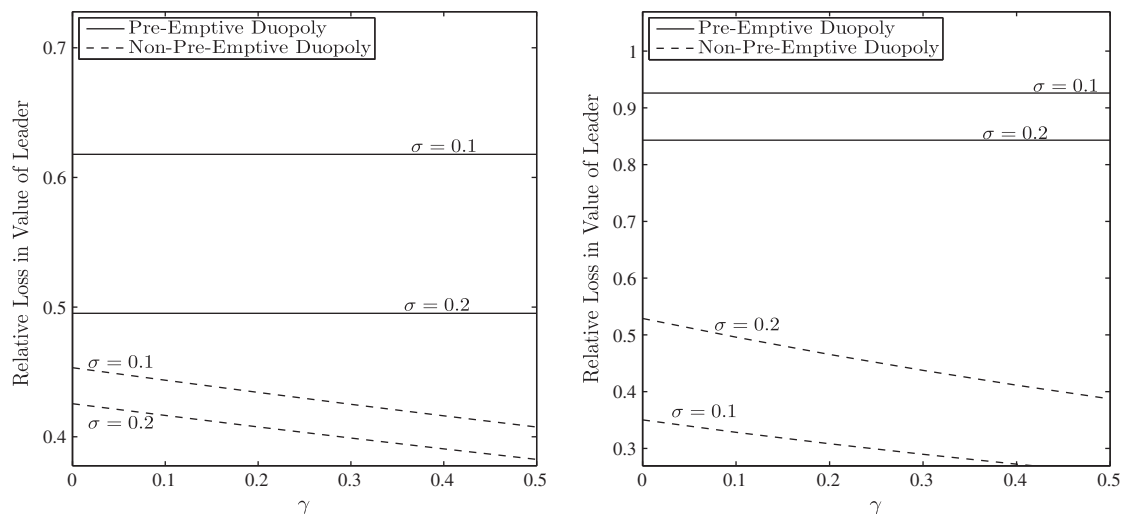 Pre-Emptive Duopoly
Non-Pre-Emptive Duopoly
0.7
0.6
0.5
0.4
Relative Loss in Value of Leader
σ = 0.1
σ = 0.2
σ = 0.1
σ = 0.2
0 0.1 0.2 0.3 0.4 0.5
γ
Pre-Emptive Duopoly
Non-Pre-Emptive Duopoly
1
0.9
0.8
0.7
0.6
0.5
0.4
0.3
Relative Loss in Value of Leader
σ = 0.1
σ = 0.2
σ = 0.2
σ = 0.1
0 0.1 0.2 0.3 0.4 0.5
γ